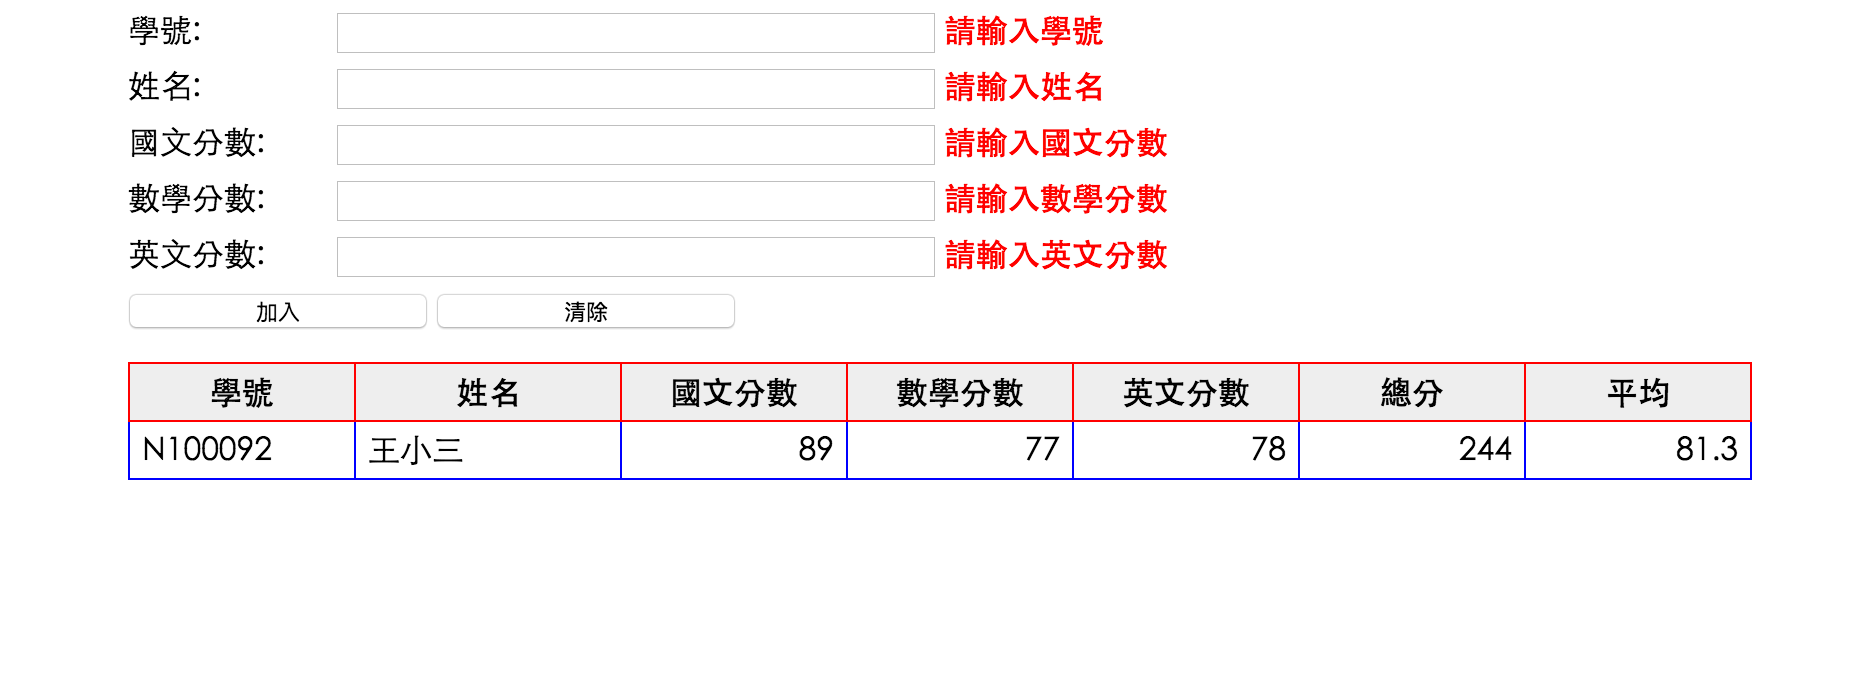 學號: 請輸入學號
姓名: 請輸入姓名
國文分數: 請輸入國文分數
數學分數: 請輸入數學分數
英文分數: 請輸入英文分數
加入 清除
學號 姓名 國文分數 數學分數 英文分數 總分 平均
N100092 王小三 89 77 78 244 81.3